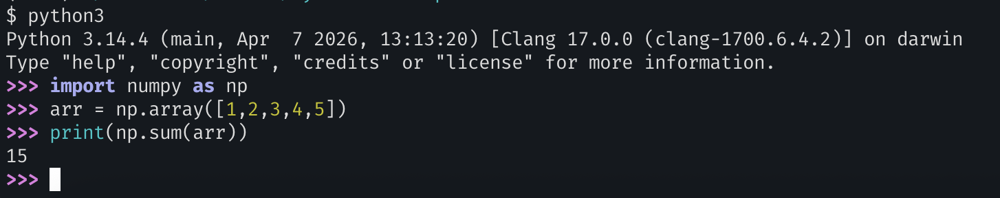 $ python3
Python 3.14.4 (main, Apr  7 2026, 13:13:20) [Clang 17.0.0 (clang-1700.6.4.2)] on darwin
Type "help", "copyright", "credits" or "license" for more information.
>>> import numpy as np
>>> arr = np.array([1,2,3,4,5])
>>> print(np.sum(arr))
15
>>>